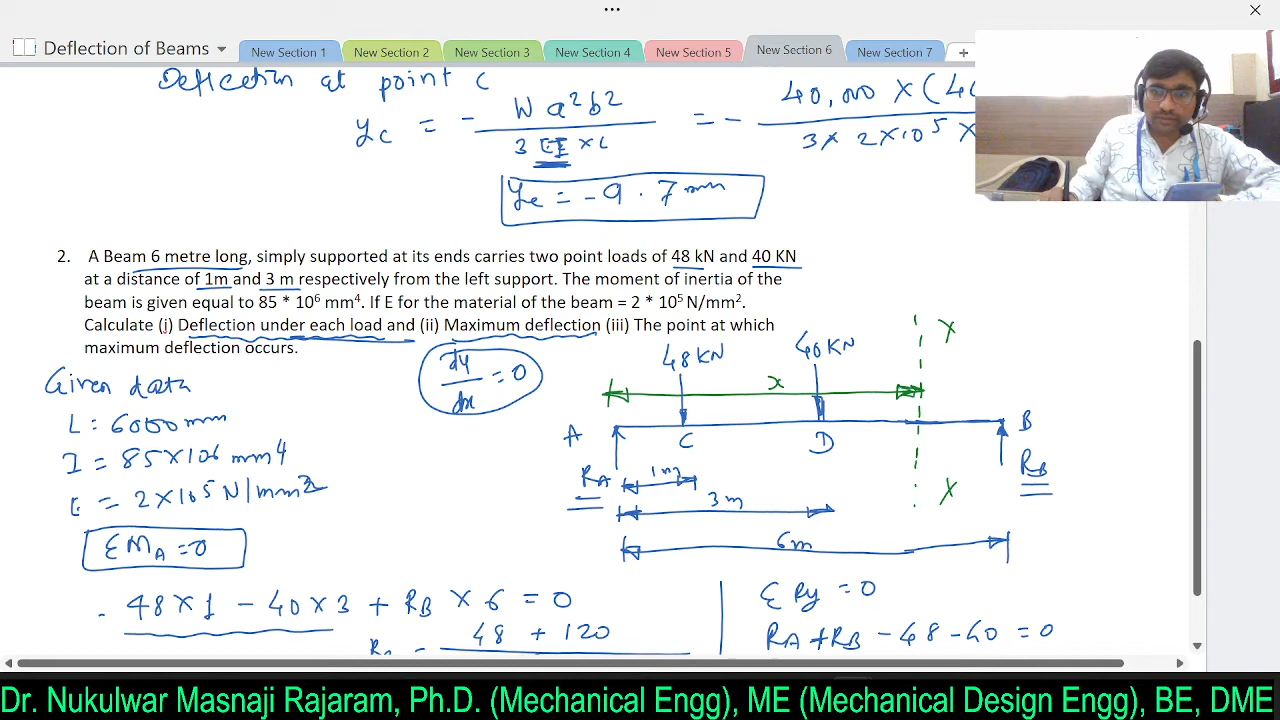 Deflection of Beams
New Section 1
New Section 2
New Section 3
New Section 4
New Section 5
New Section 6
New Section 7
Deflection at point C
yc = - W a²b² / 3 EI × L = - 40,000 × (40 / 3 × 2×10⁵ ×
yc = -9.7 mm
2. A Beam 6 metre long, simply supported at its ends carries two point loads of 48 kN and 40 KN
at a distance of 1m and 3 m respectively from the left support. The moment of inertia of the
beam is given equal to 85 * 10⁶ mm⁴. If E for the material of the beam = 2 * 10⁵ N/mm².
Calculate (i) Deflection under each load and (ii) Maximum deflection (iii) The point at which
maximum deflection occurs.
Given data
L = 6000 mm
I = 85×106 mm4
E = 2×105 N/mm2
ΣMA = 0
dy/dx = 0
48 KN
40 KN
X
x
A
C
D
B
RA
RB
1m
3m
X
6m
- 48×1 - 40×3 + RB × 6 = 0
48 + 120
ΣRy = 0
RA + RB - 48 - 40 = 0
Dr. Nukulwar Masnaji Rajaram, Ph.D. (Mechanical Engg), ME (Mechanical Design Engg), BE, DME